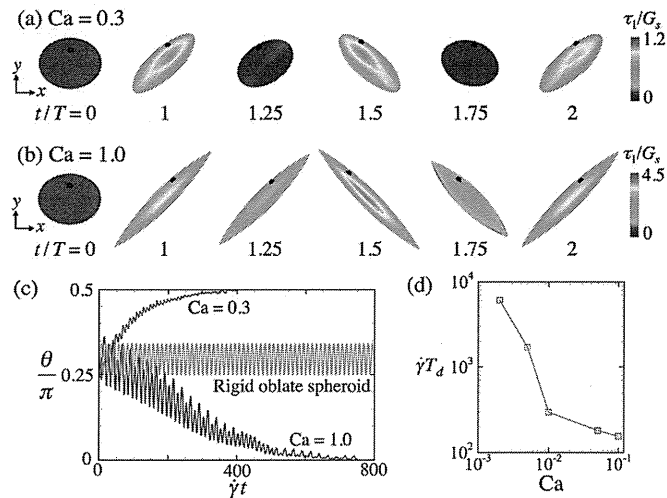 (a) Ca = 0.3
τ₁/Gₛ
1.2
0
y
x
t/T = 0 1 1.25 1.5 1.75 2
(b) Ca = 1.0
τ₁/Gₛ
4.5
0
y
x
t/T = 0 1 1.25 1.5 1.75 2
(c)
0.5
Ca = 0.3
θ/π
0.25
Rigid oblate spheroid
Ca = 1.0
0
0 400 800
γ̇t
(d)
10⁴
γ̇T_d
10³
10²
10⁻³ 10⁻² 10⁻¹
Ca